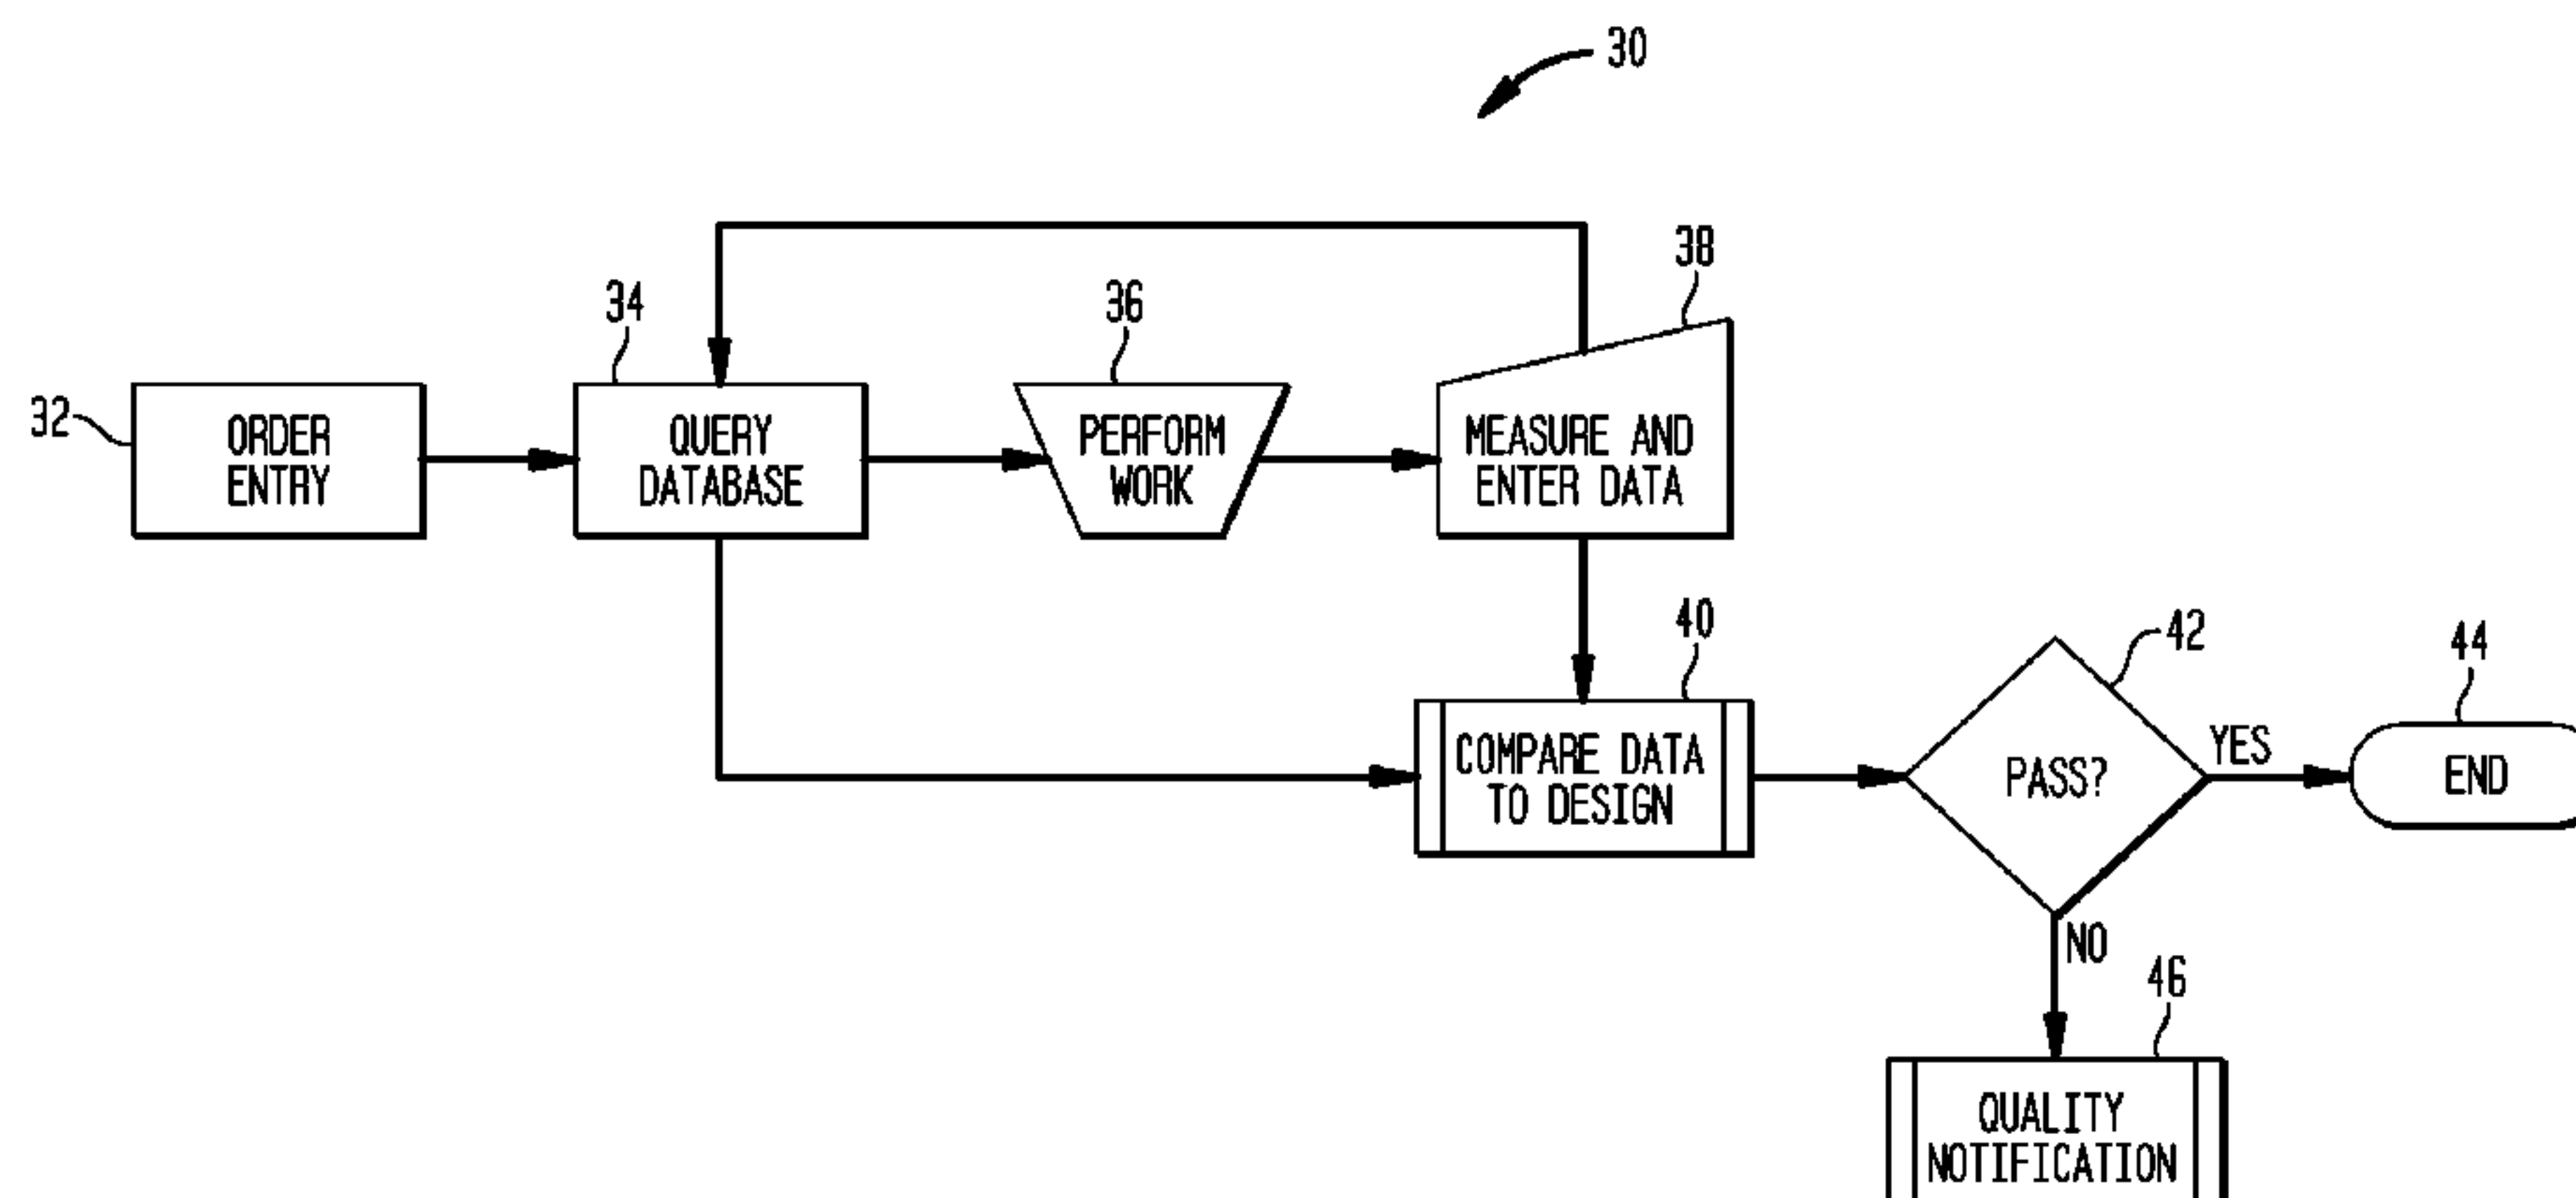 30
38
34
36
32
ORDER
ENTRY
QUERY
DATABASE
PERFORM
WORK
MEASURE AND
ENTER DATA
40
42
44
COMPARE DATA
TO DESIGN
PASS?
YES
END
NO
46
QUALITY
NOTIFICATION